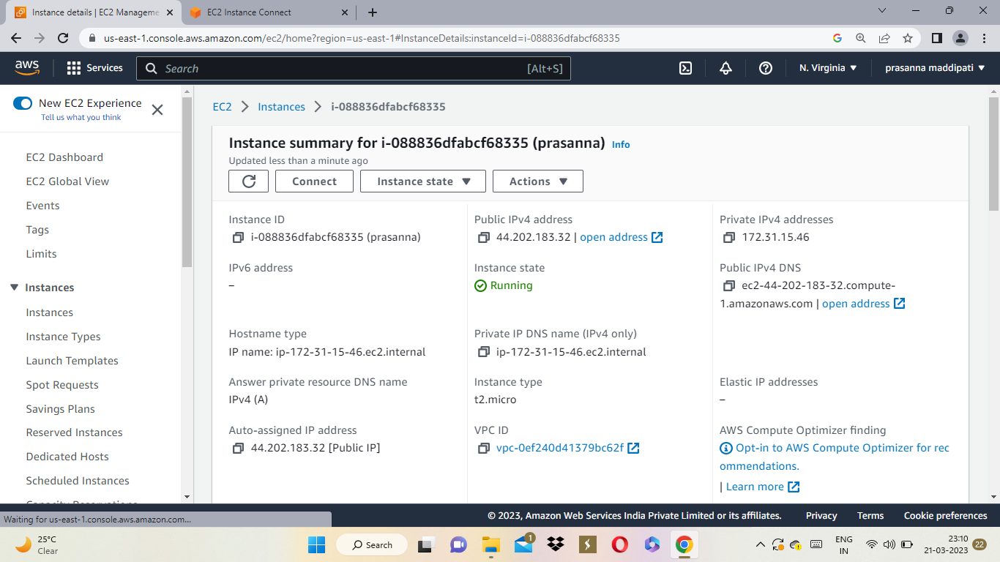 Instance details | EC2 Manageme
EC2 Instance Connect
us-east-1.console.aws.amazon.com/ec2/home?region=us-east-1#InstanceDetails:instanceId=i-088836dfabcf68335
aws
Services
Search
[Alt+S]
N. Virginia
prasanna maddipati
New EC2 Experience
Tell us what you think
EC2 Dashboard
EC2 Global View
Events
Tags
Limits
Instances
Instances
Instance Types
Launch Templates
Spot Requests
Savings Plans
Reserved Instances
Dedicated Hosts
Scheduled Instances
Capacity Reservations
EC2 > Instances > i-088836dfabcf68335
Instance summary for i-088836dfabcf68335 (prasanna) Info
Updated less than a minute ago
Connect
Instance state
Actions
Instance ID
i-088836dfabcf68335 (prasanna)
Public IPv4 address
44.202.183.32 | open address
Private IPv4 addresses
172.31.15.46
IPv6 address
–
Instance state
Running
Public IPv4 DNS
ec2-44-202-183-32.compute-
1.amazonaws.com | open address
Hostname type
IP name: ip-172-31-15-46.ec2.internal
Private IP DNS name (IPv4 only)
ip-172-31-15-46.ec2.internal
Answer private resource DNS name
IPv4 (A)
Instance type
t2.micro
Elastic IP addresses
–
Auto-assigned IP address
44.202.183.32 [Public IP]
VPC ID
vpc-0ef240d41379bc62f
AWS Compute Optimizer finding
Opt-in to AWS Compute Optimizer for rec
ommendations.
| Learn more
Waiting for us-east-1.console.aws.amazon.com...
© 2023, Amazon Web Services India Private Limited or its affiliates.
Privacy
Terms
Cookie preferences
25°C
Clear
Search
1
ENG
IN
23:10
21-03-2023
22